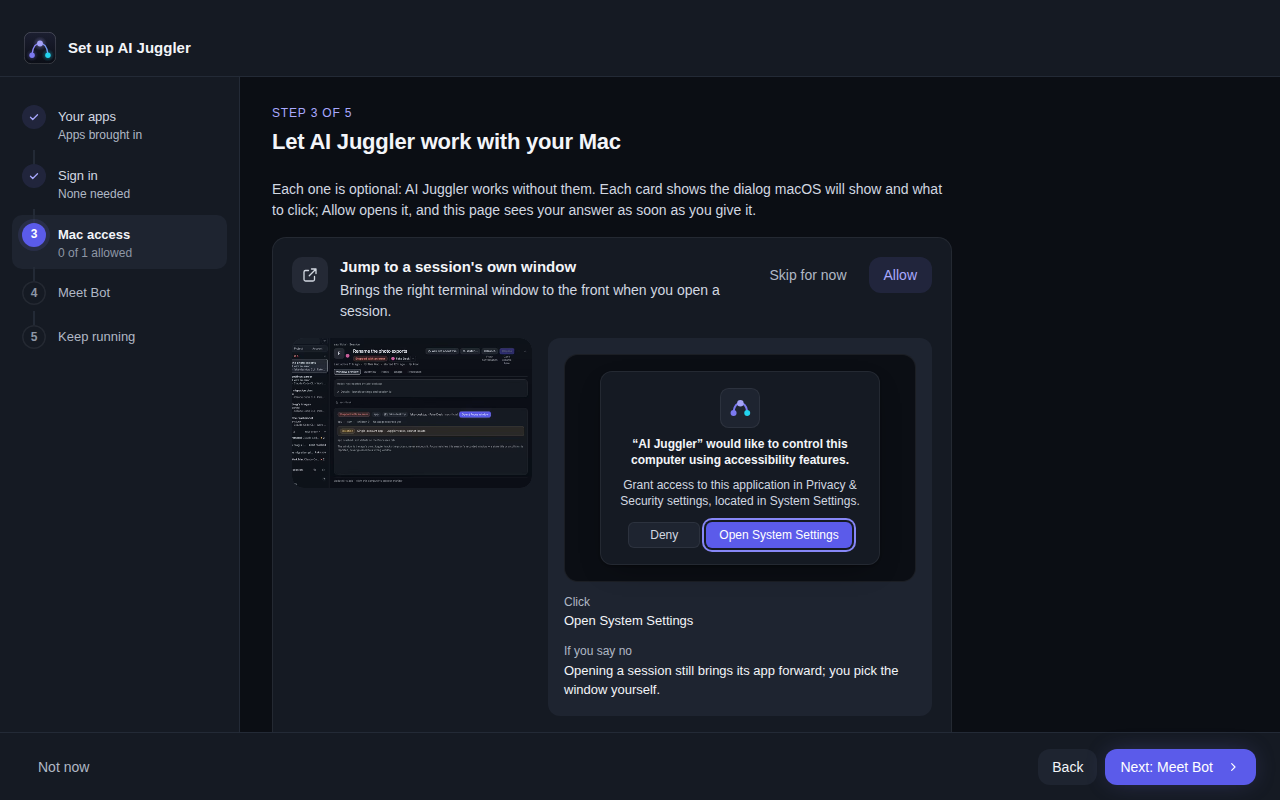 Set up AI Juggler
Your apps
Apps brought in
Sign in
None needed
3
Mac access
0 of 1 allowed
4
Meet Bot
5
Keep running
STEP 3 OF 5
Let AI Juggler work with your Mac
Each one is optional: AI Juggler works without them. Each card shows the dialog macOS will show and what
to click; Allow opens it, and this page sees your answer as soon as you give it.
Jump to a session's own window
Brings the right terminal window to the front when you open a
session.
Skip for now
Allow
Rename the photo exports
“AI Juggler” would like to control this
computer using accessibility features.
Grant access to this application in Privacy &
Security settings, located in System Settings.
Deny
Open System Settings
Click
Open System Settings
If you say no
Opening a session still brings its app forward; you pick the
window yourself.
Not now
Back
Next: Meet Bot